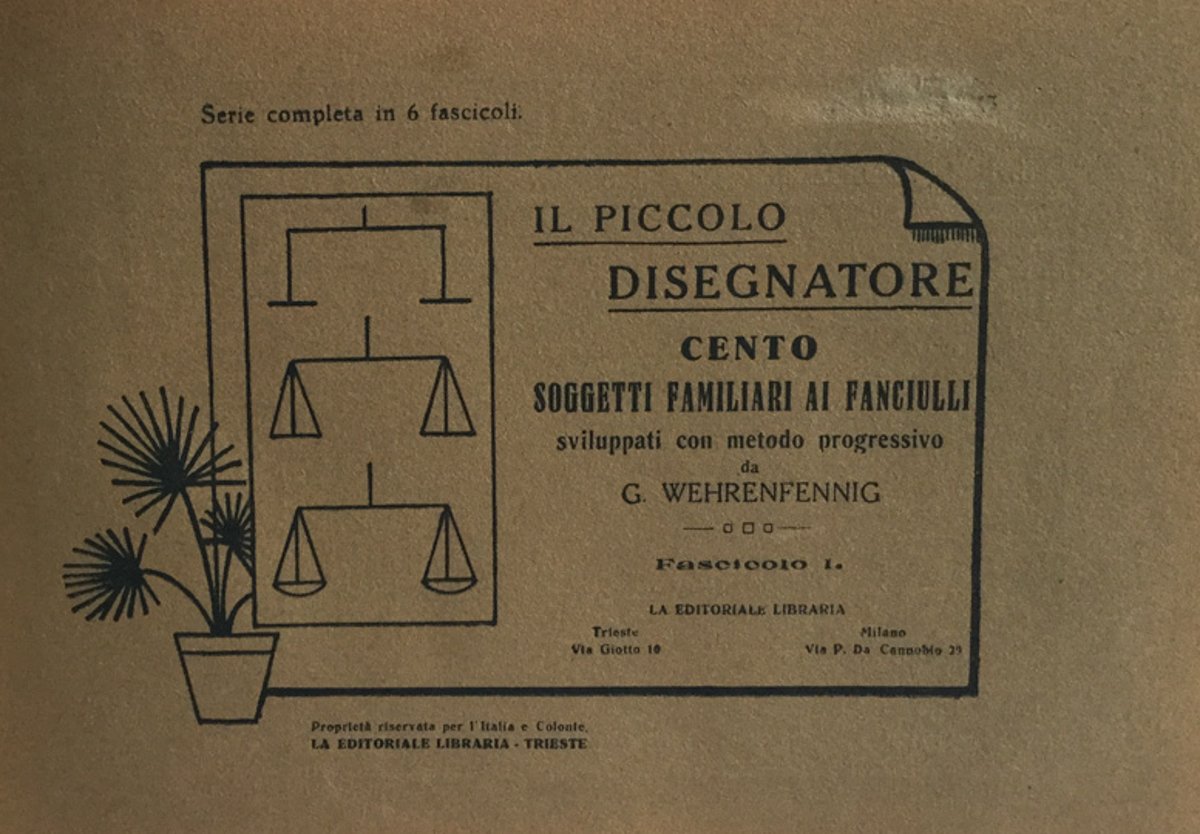 Serie completa in 6 fascicoli.
IL PICCOLO
DISEGNATORE
CENTO
SOGGETTI FAMILIARI AI FANCIULLI
sviluppati con metodo progressivo
da
G. WEHRENFENNIG
Fascicolo I.
LA EDITORIALE LIBRARIA
Trieste
Via Giotto 10
Milano
Via P. Da Cannobio 29
Proprietà riservata per l'Italia e Colonie.
LA EDITORIALE LIBRARIA - TRIESTE